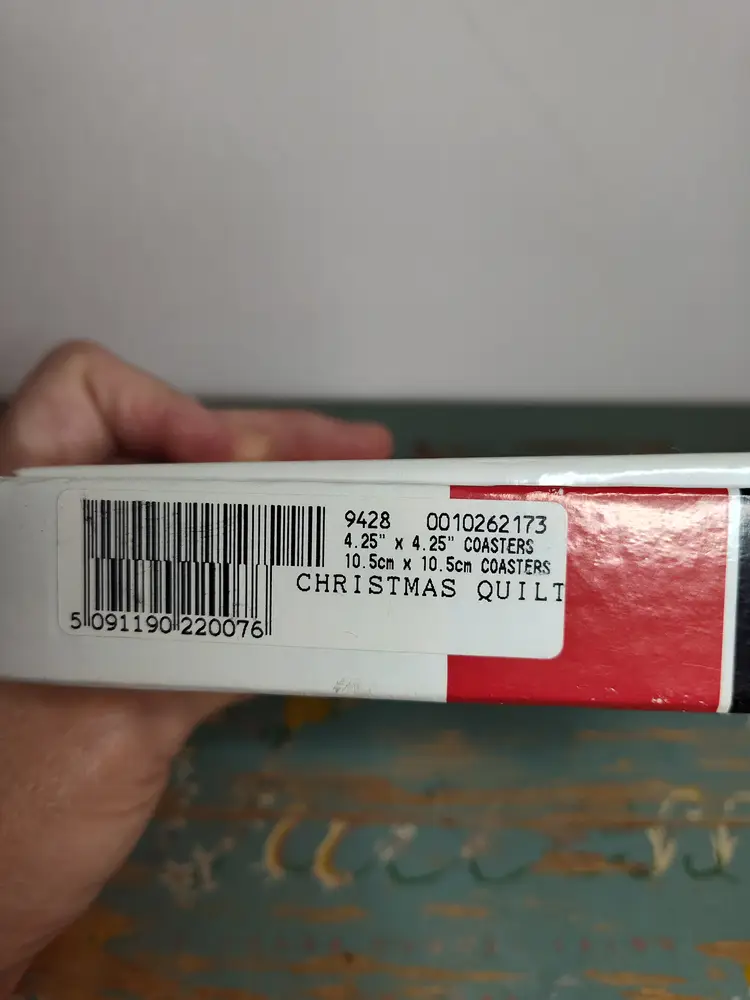 9428 0010262173
4.25" x 4.25" COASTERS
10.5cm x 10.5cm COASTERS
CHRISTMAS QUILT
5 091190 220076